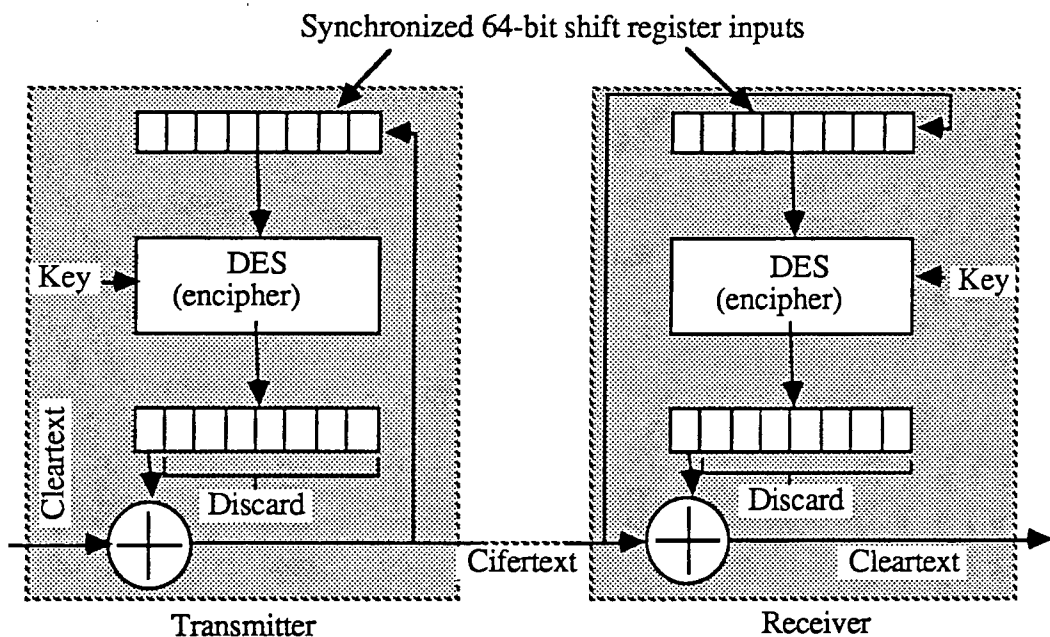 Synchronized 64-bit shift register inputs
DES
(encipher)
Key
Cleartext
Discard
Transmitter
Cifertext
DES
(encipher)
Key
Discard
Cleartext
Receiver